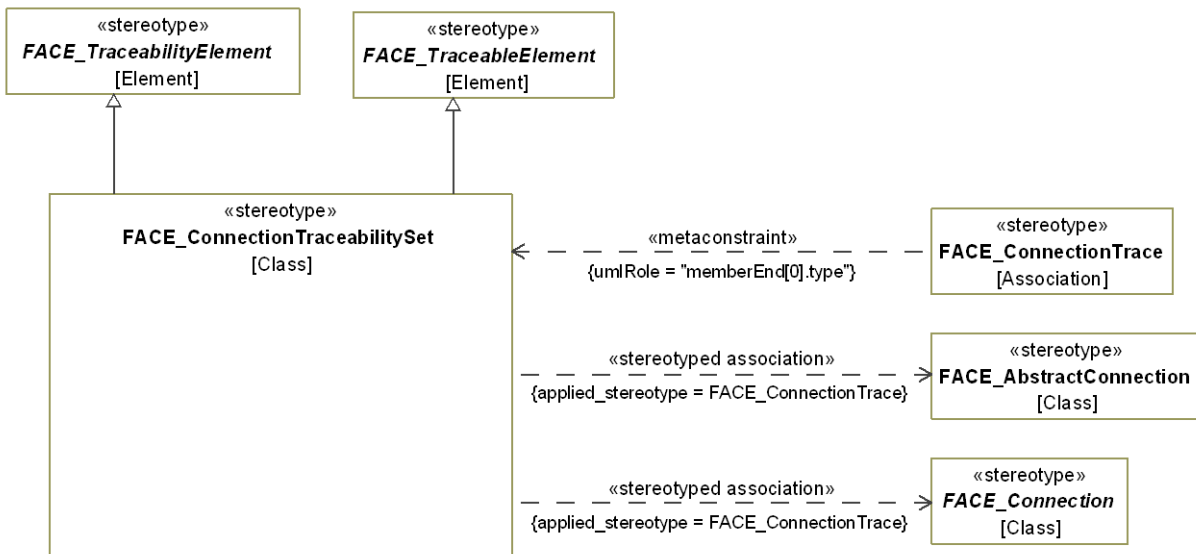 «stereotype»
FACE_TraceabilityElement
[Element]
«stereotype»
FACE_TraceableElement
[Element]
«stereotype»
FACE_ConnectionTraceabilitySet
[Class]
«metaconstraint»
{umlRole = "memberEnd[0].type"}
«stereotype»
FACE_ConnectionTrace
[Association]
«stereotyped association»
{applied_stereotype = FACE_ConnectionTrace}
«stereotype»
FACE_AbstractConnection
[Class]
«stereotyped association»
{applied_stereotype = FACE_ConnectionTrace}
«stereotype»
FACE_Connection
[Class]